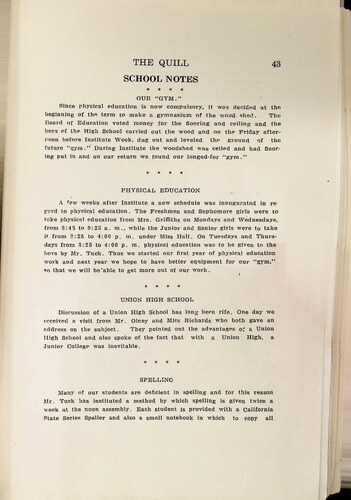 THE QUILL 43
SCHOOL NOTES
* * * *
OUR "GYM."
Since physical education is now compulsory, it was decided at the
beginning of the term to make a gymnasium of the wood shed. The
Board of Education voted money for the flooring and ceiling and the
boys of the High School carried out the wood and on the Friday after-
noon before Institute Week, dug out and leveled the ground of the
future "gym." During Institute the woodshed was ceiled and had floor-
ing put in and on our return we found our longed-for "gym."
* * * *
PHYSICAL EDUCATION
A few weeks after Institute a new schedule was inaugurated in re-
gard to physical education. The Freshmen and Sophomore girls were to
take physical education from Mrs. Griffiths on Mondays and Wednesdays,
from 8:45 to 9:25 a. m., while the Junior and Senior girls were to take
it from 3:25 to 4:00 p. m. under Miss Hall. On Tuesdays and Thurs-
days from 3:25 to 4:00 p. m. physical education was to be given to the
boys by Mr. Tuck. Thus we started our first year of physical education
work and next year we hope to have better equipment for our "gym,"
so that we will be able to get more out of our work.
* * * *
UNION HIGH SCHOOL
Discussion of a Union High School has long been rife. One day we
received a visit from Mr. Olney and Miss Richards who both gave an
address on the subject. They pointed out the advantages of a Union
High School and also spoke of the fact that with a Union High, a
Junior College was inevitable.
* * * *
SPELLING
Many of our students are deficient in spelling and for this reason
Mr. Tuck has instituted a method by which spelling is given twice a
week at the noon assembly. Each student is provided with a California
State Series Speller and also a small notebook in which to copy all